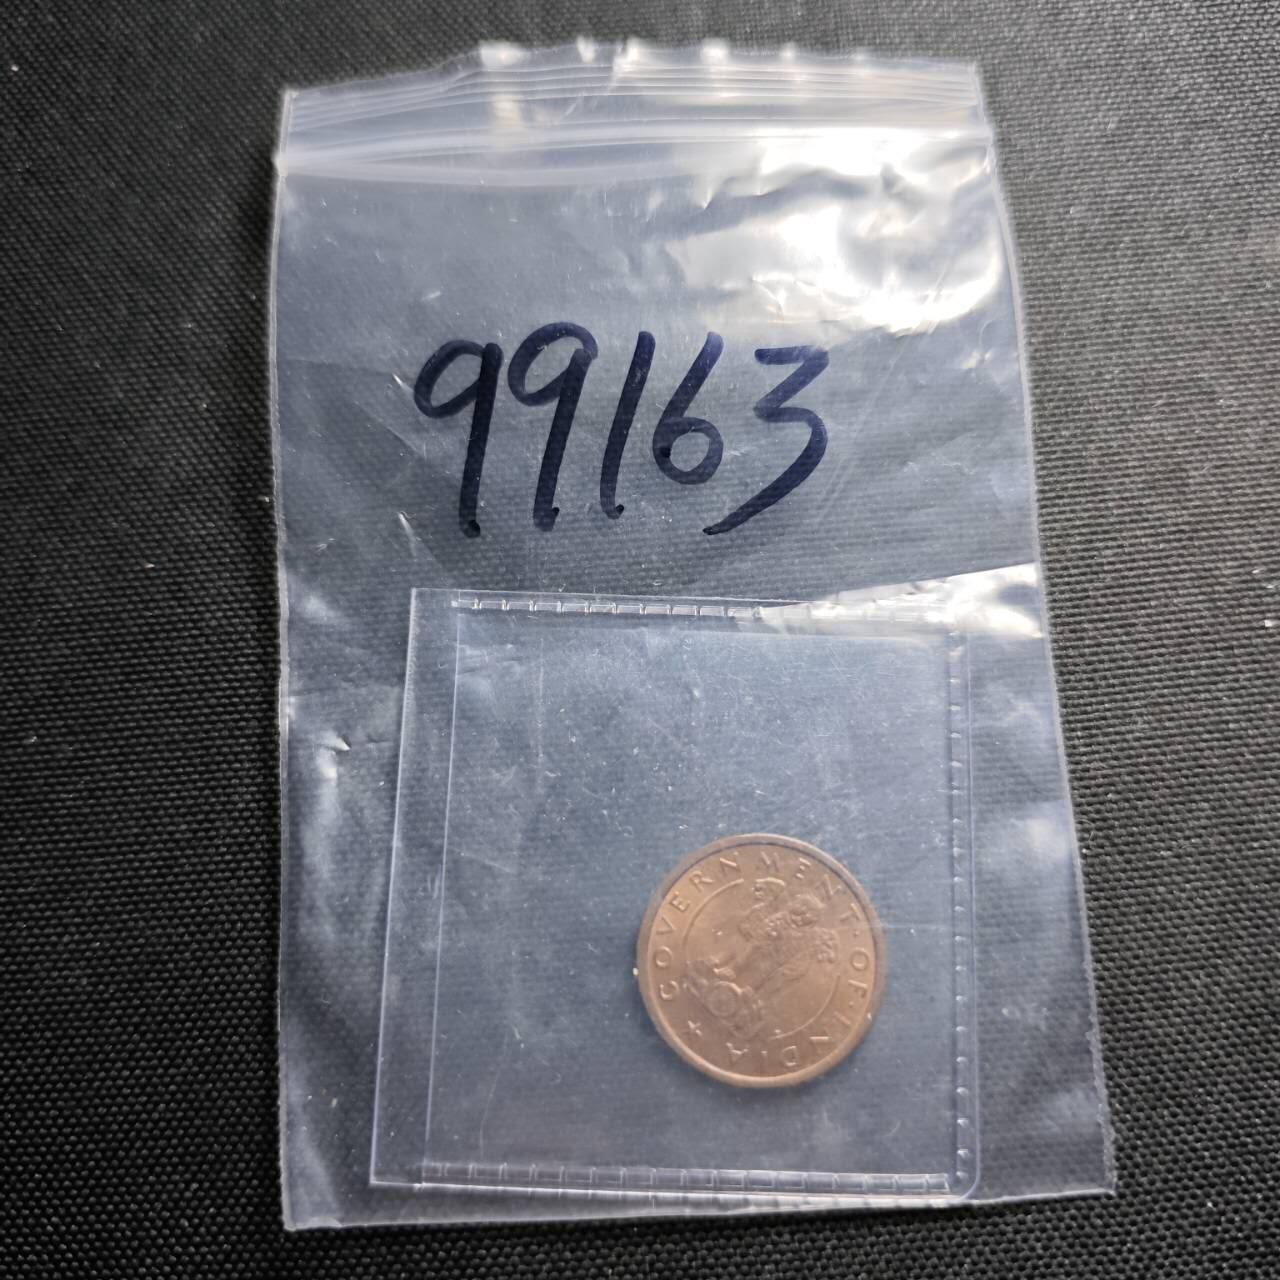 99163
GOVERNMENT · OF · INDIA